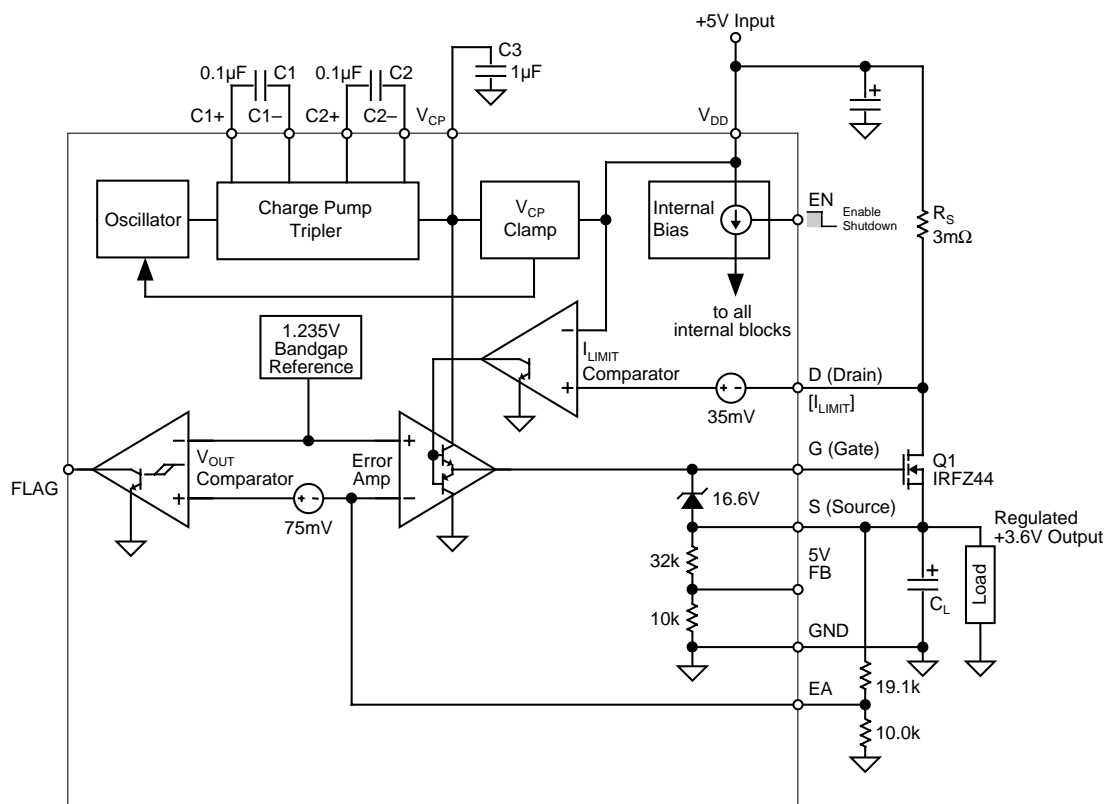 +5V Input
C3
1µF
0.1µF
C1
0.1µF
C2
C1+
C1–
C2+
C2–
VCP
VDD
Oscillator
Charge Pump
Tripler
VCP
Clamp
Internal
Bias
EN
Enable
Shutdown
RS
3mΩ
to all
internal blocks
1.235V
Bandgap
Reference
–
ILIMIT
Comparator
+
+ –
35mV
D (Drain)
[ILIMIT]
–
VOUT
Comparator
+
FLAG
+ –
75mV
Error
Amp
+
–
G (Gate)
Q1
IRFZ44
16.6V
S (Source)
Regulated
+3.6V Output
32k
5V
FB
10k
+
CL
Load
GND
EA
19.1k
10.0k
+